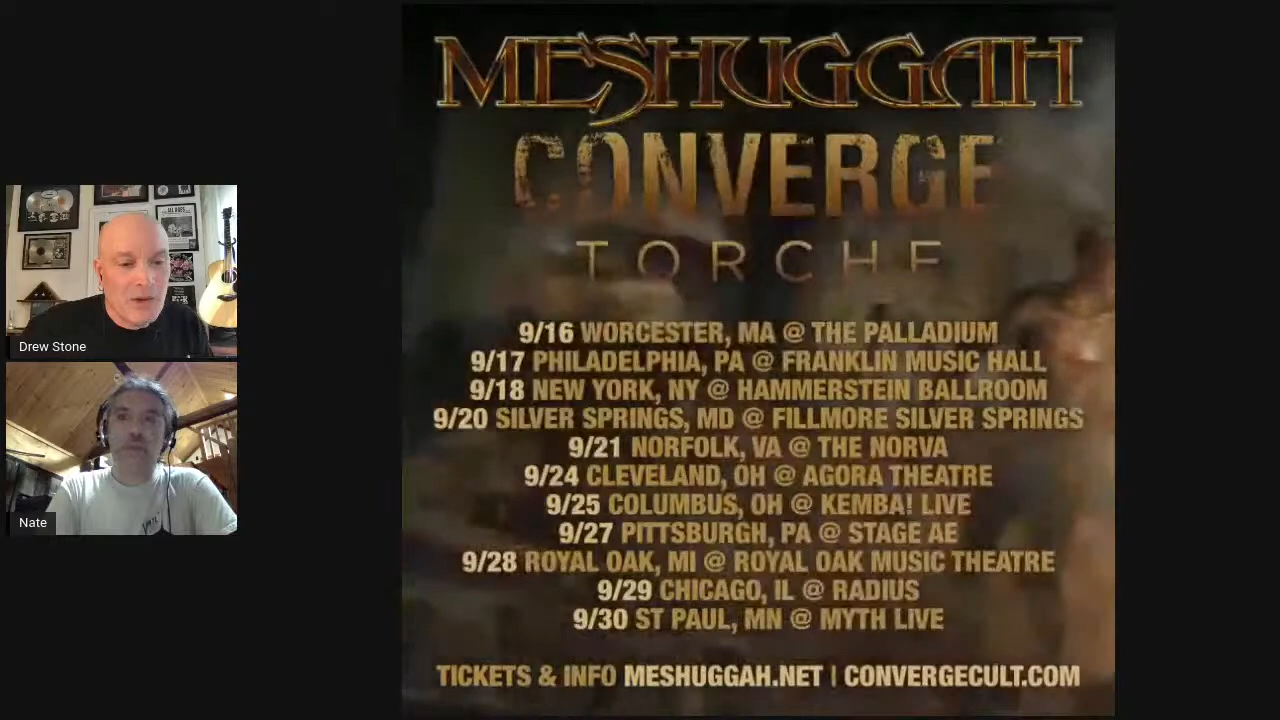 MESHUGGAH
CONVERGE
TORCHE
9/16 WORCESTER, MA @ THE PALLADIUM
9/17 PHILADELPHIA, PA @ FRANKLIN MUSIC HALL
9/18 NEW YORK, NY @ HAMMERSTEIN BALLROOM
9/20 SILVER SPRINGS, MD @ FILLMORE SILVER SPRINGS
9/21 NORFOLK, VA @ THE NORVA
9/24 CLEVELAND, OH @ AGORA THEATRE
9/25 COLUMBUS, OH @ KEMBA! LIVE
9/27 PITTSBURGH, PA @ STAGE AE
9/28 ROYAL OAK, MI @ ROYAL OAK MUSIC THEATRE
9/29 CHICAGO, IL @ RADIUS
9/30 ST PAUL, MN @ MYTH LIVE
TICKETS & INFO MESHUGGAH.NET | CONVERGECULT.COM
ALL AGES
Drew Stone
Nate